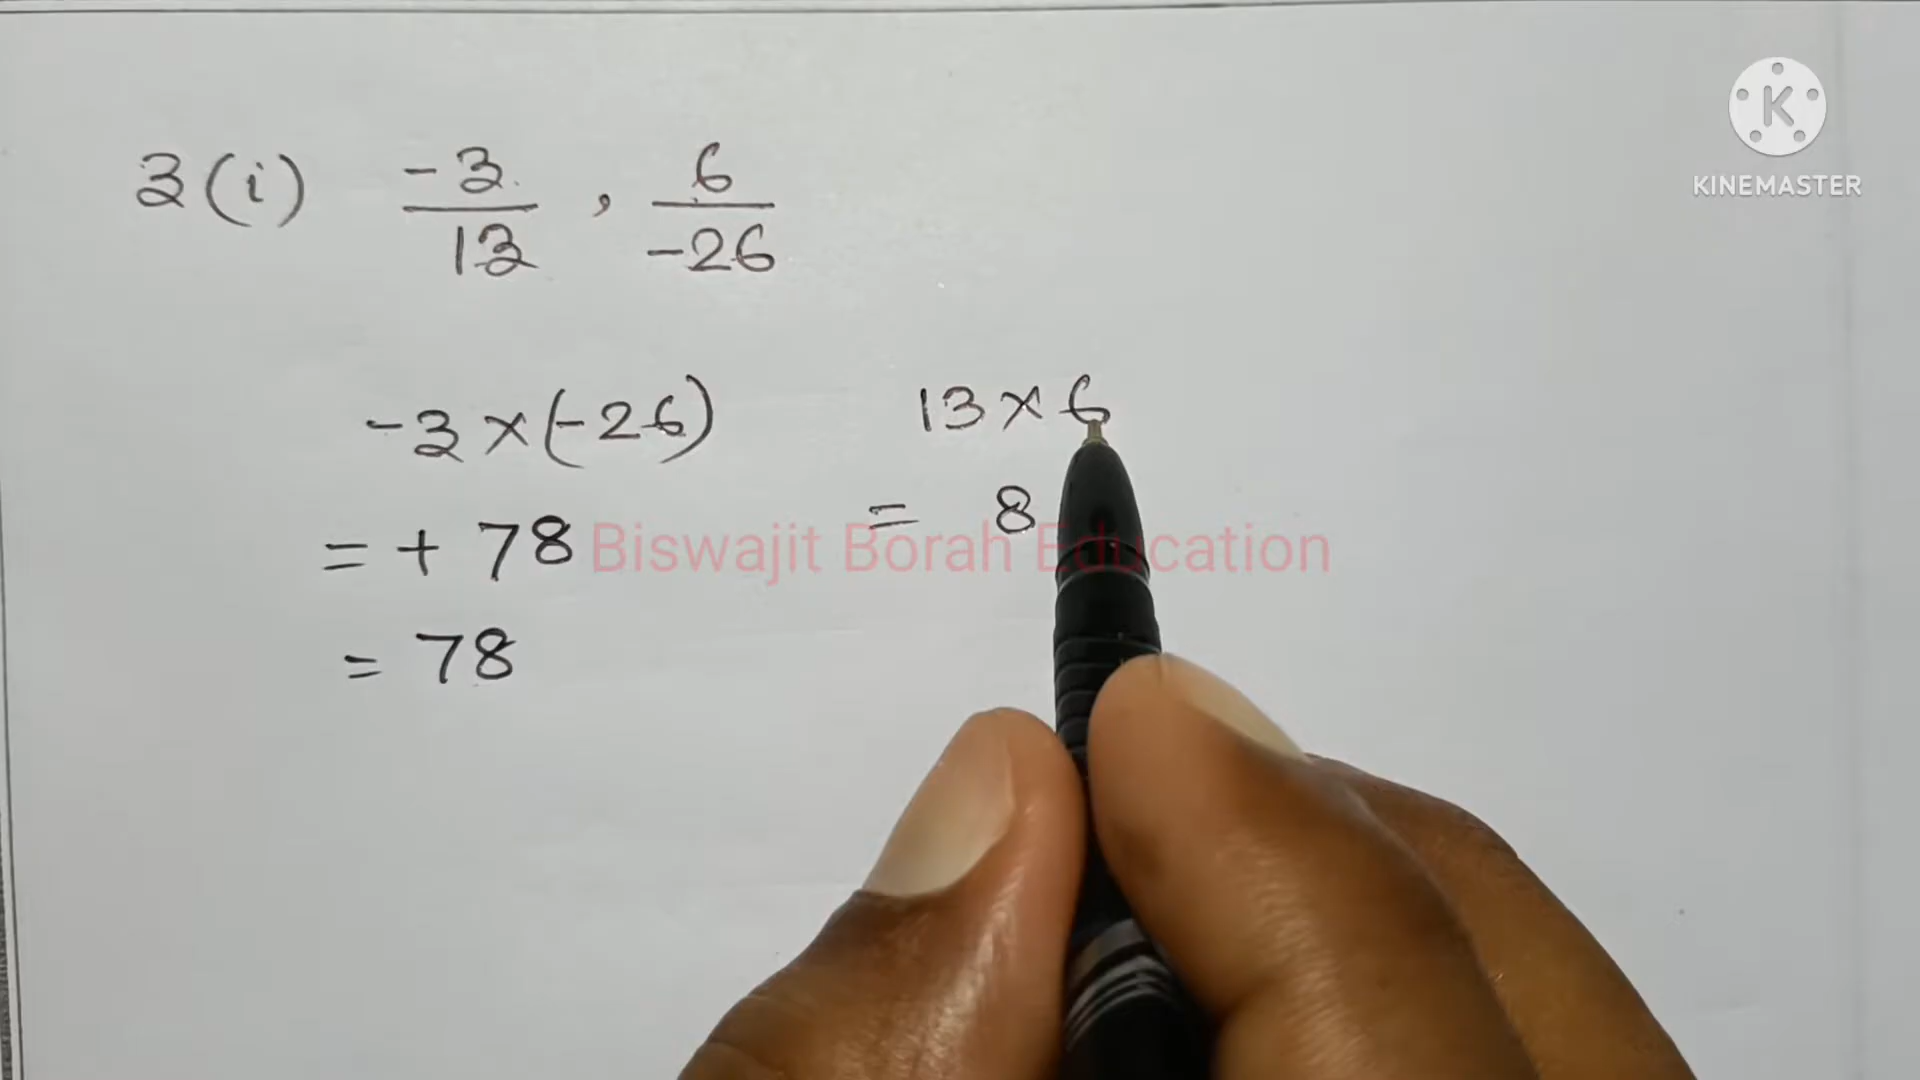 3(i) -3/13 , 6/-26
-3×(-26)
= + 78
= 78
13×6
= 8
Biswajit Borah Education
KINEMASTER